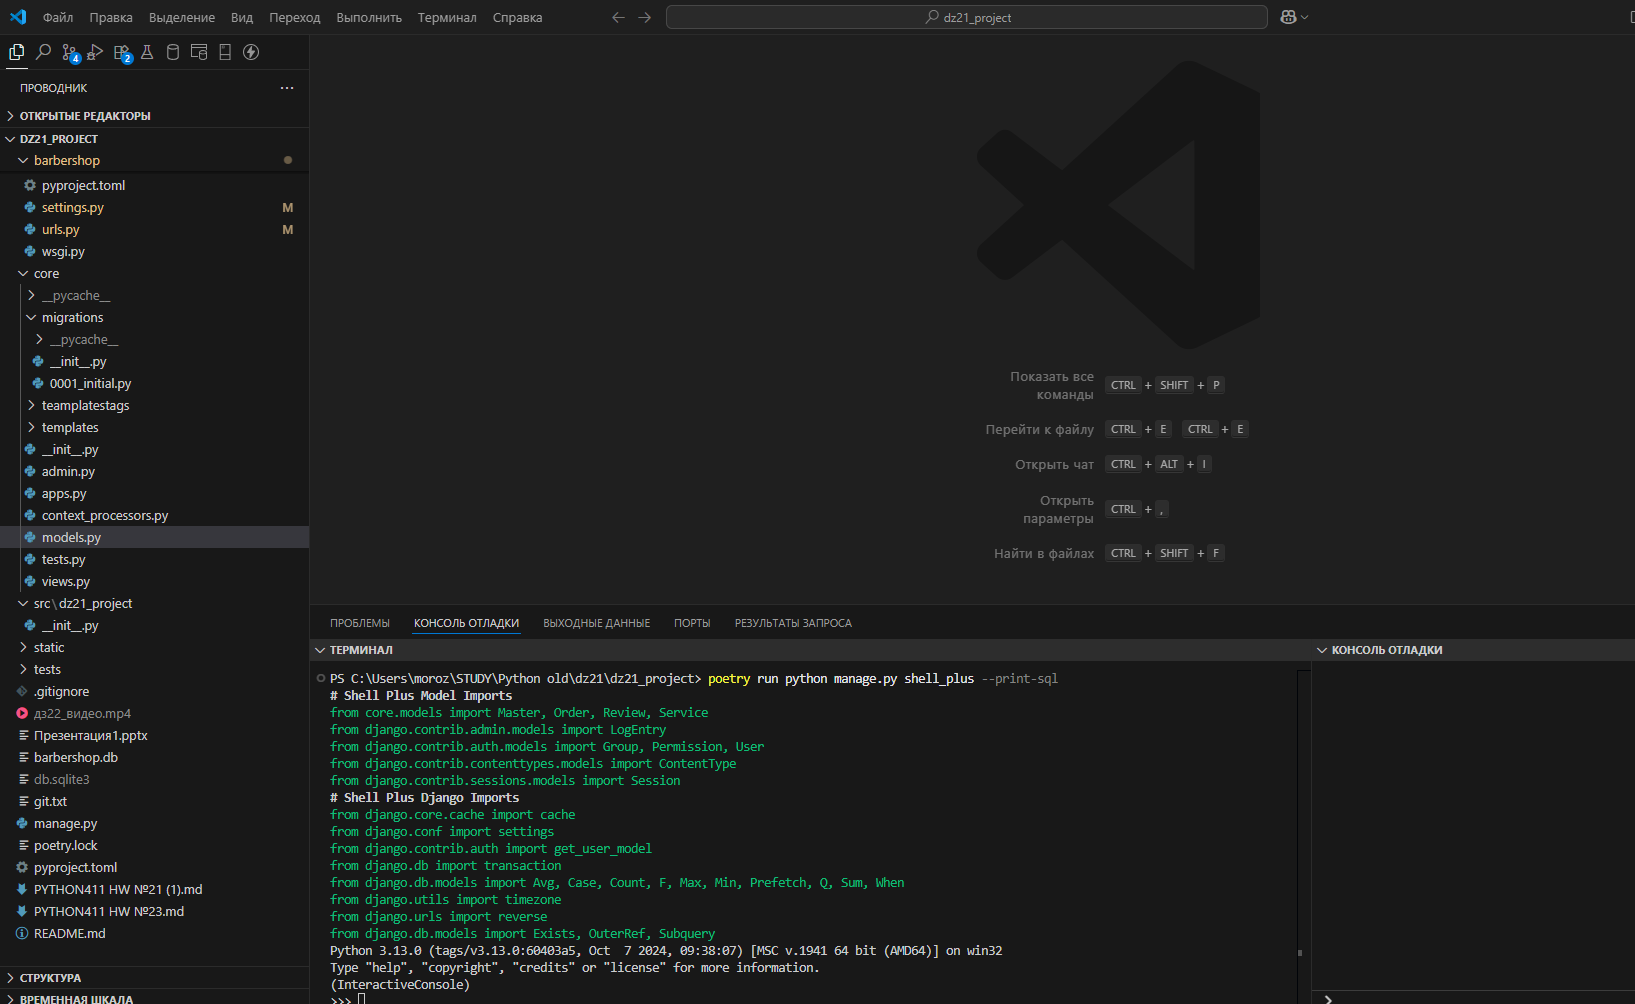 Файл Правка Выделение Вид Переход Выполнить Терминал Справка
dz21_project
4
2
ПРОВОДНИК
ОТКРЫТЫЕ РЕДАКТОРЫ
DZ21_PROJECT
barbershop
pyproject.toml
settings.py M
urls.py M
wsgi.py
core
__pycache__
migrations
__pycache__
__init__.py
0001_initial.py
teamplatestags
templates
__init__.py
admin.py
apps.py
context_processors.py
models.py
tests.py
views.py
src\dz21_project
__init__.py
static
tests
.gitignore
дз22_видео.mp4
Презентация1.pptx
barbershop.db
db.sqlite3
git.txt
manage.py
poetry.lock
pyproject.toml
PYTHON411 HW №21 (1).md
PYTHON411 HW №23.md
README.md
СТРУКТУРА
ВРЕМЕННАЯ ШКАЛА
Показать все
команды CTRL + SHIFT + P
Перейти к файлу CTRL + E CTRL + E
Открыть чат CTRL + ALT + I
Открыть
параметры CTRL + ,
Найти в файлах CTRL + SHIFT + F
ПРОБЛЕМЫ КОНСОЛЬ ОТЛАДКИ ВЫХОДНЫЕ ДАННЫЕ ПОРТЫ РЕЗУЛЬТАТЫ ЗАПРОСА
ТЕРМИНАЛ
PS C:\Users\moroz\STUDY\Python old\dz21\dz21_project> poetry run python manage.py shell_plus --print-sql
# Shell Plus Model Imports
from core.models import Master, Order, Review, Service
from django.contrib.admin.models import LogEntry
from django.contrib.auth.models import Group, Permission, User
from django.contrib.contenttypes.models import ContentType
from django.contrib.sessions.models import Session
# Shell Plus Django Imports
from django.core.cache import cache
from django.conf import settings
from django.contrib.auth import get_user_model
from django.db import transaction
from django.db.models import Avg, Case, Count, F, Max, Min, Prefetch, Q, Sum, When
from django.utils import timezone
from django.urls import reverse
from django.db.models import Exists, OuterRef, Subquery
Python 3.13.0 (tags/v3.13.0:60403a5, Oct  7 2024, 09:38:07) [MSC v.1941 64 bit (AMD64)] on win32
Type "help", "copyright", "credits" or "license" for more information.
(InteractiveConsole)
>>>
КОНСОЛЬ ОТЛАДКИ